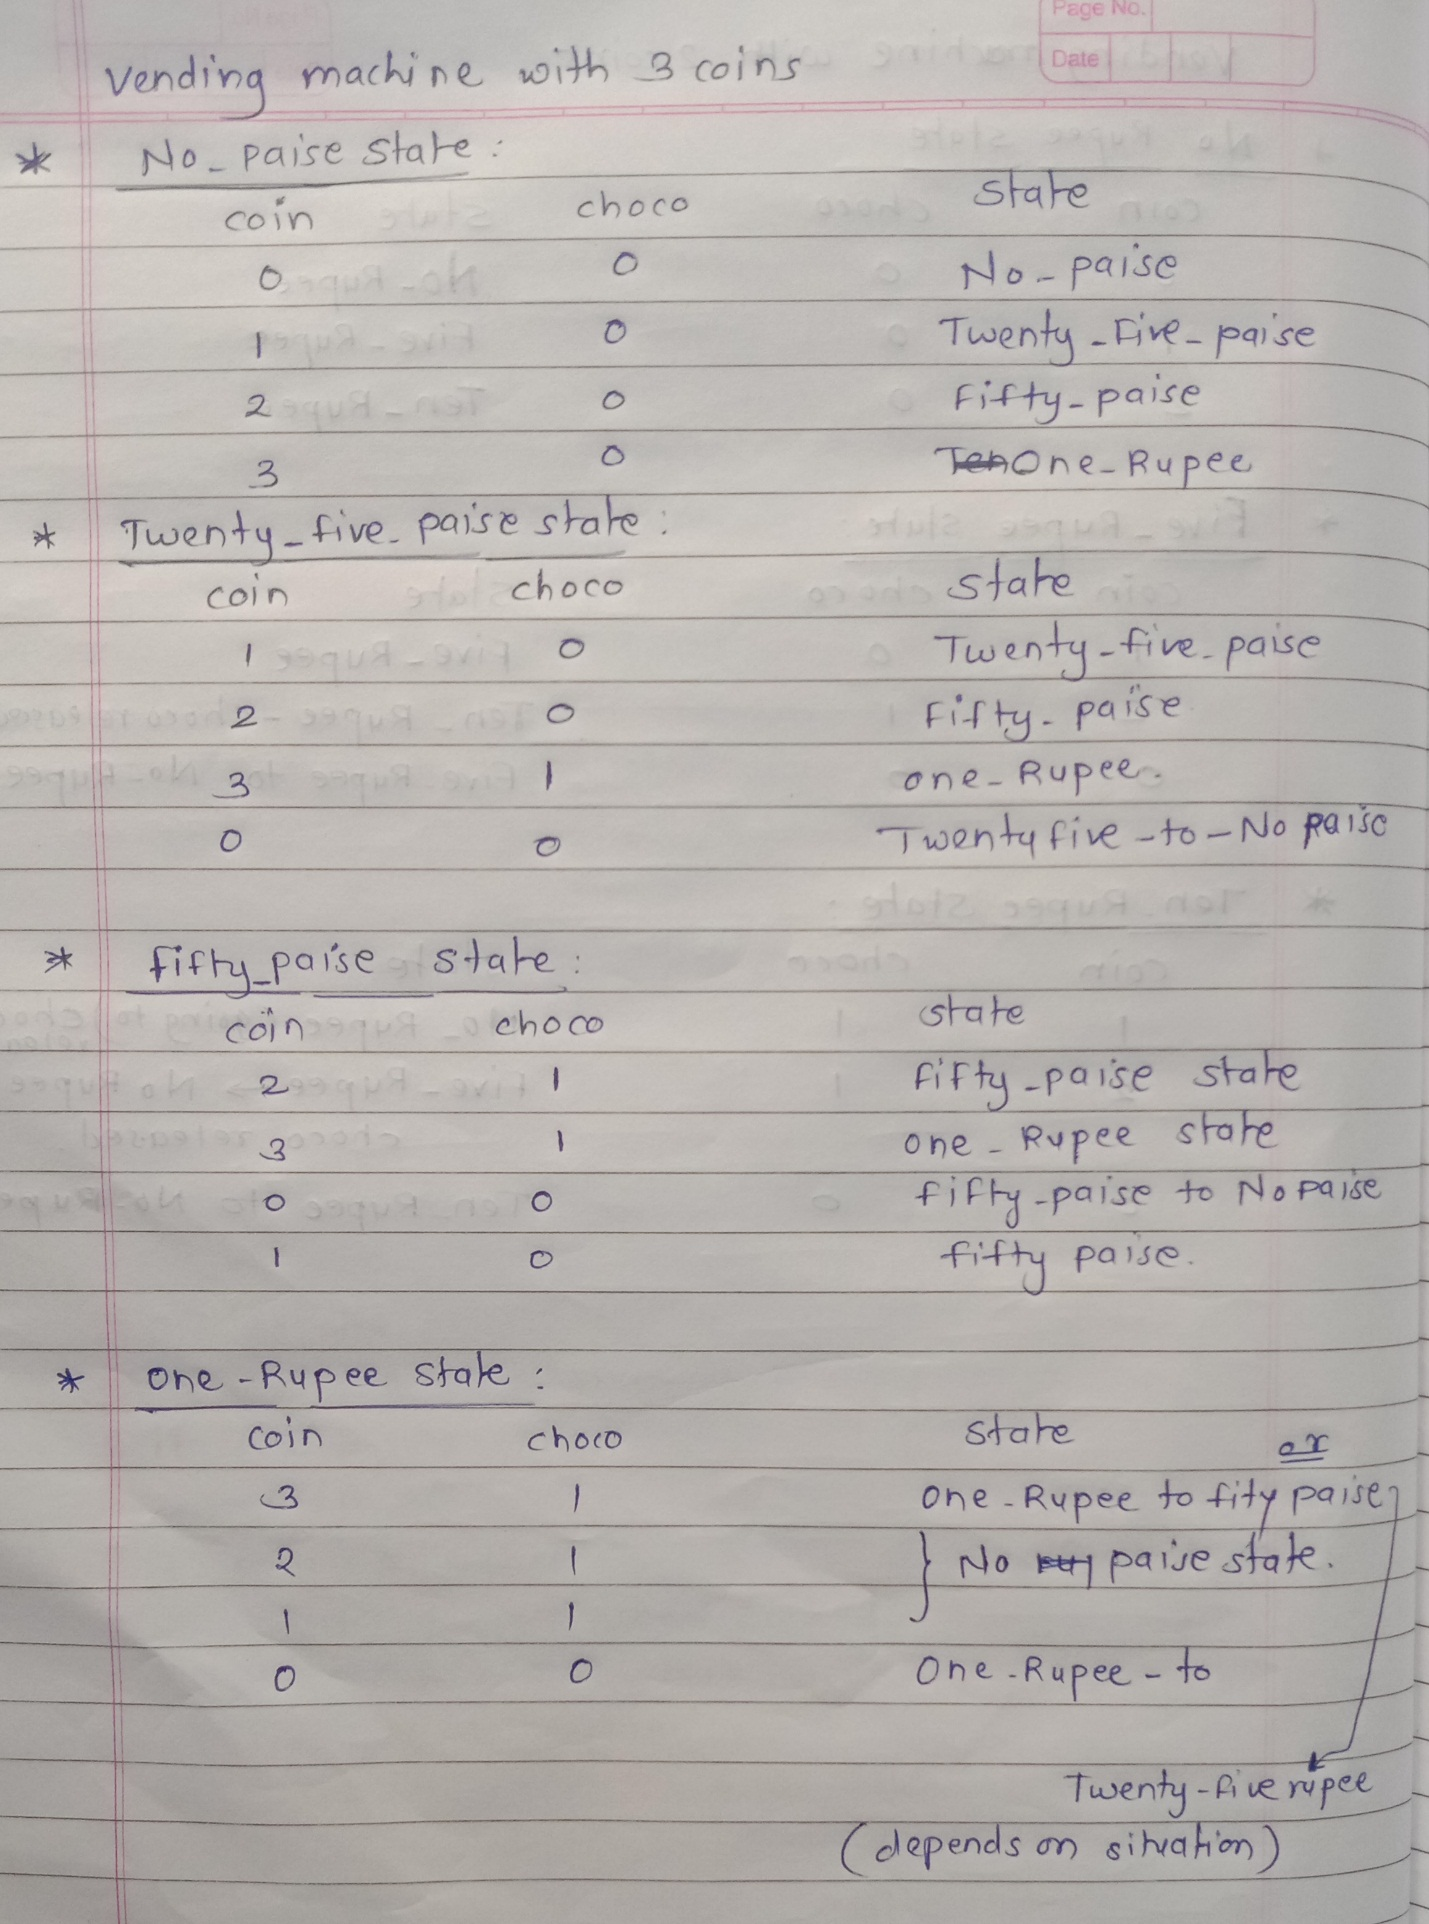 Page No.
Date
Vending machine with 3 coins
* No_paise State :
coin choco State
0 0 No-paise
1 0 Twenty-Five-paise
2 0 Fifty-paise
3 0 One-Rupee
* Twenty_five_paise state :
coin choco state
1 0 Twenty-five-paise
2 0 Fifty-paise
3 1 one-Rupee.
0 0 Twenty five-to-No paise
* fifty_paise state :
coin choco state
2 1 fifty-paise state
3 1 one-Rupee state
0 0 fifty-paise to No paise
1 0 fifty paise.
* one-Rupee state :
coin choco State or
3 1 one-Rupee to fity paise
2 1 } No paise state.
1 1
0 0 One-Rupee-to
Twenty-five rupee
(depends on situation)